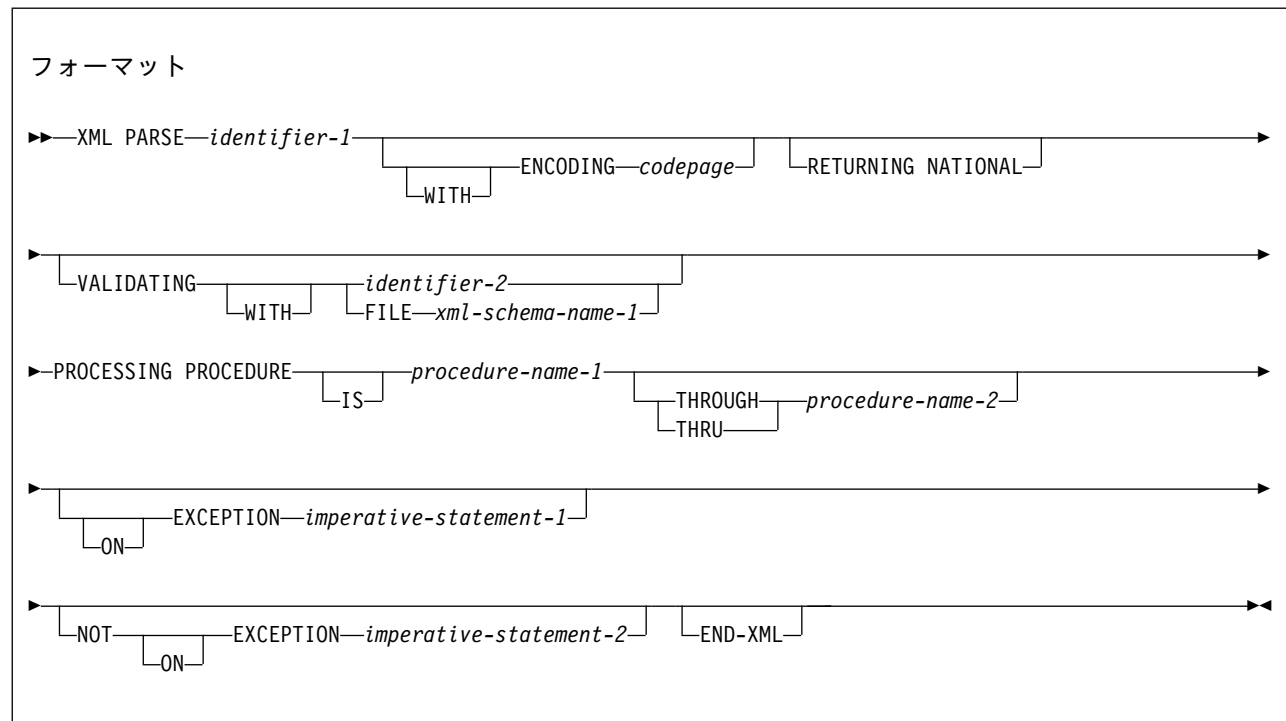 フォーマット
XML PARSE identifier-1 ENCODING codepage RETURNING NATIONAL
WITH
VALIDATING identifier-2
WITH FILE xml-schema-name-1
PROCESSING PROCEDURE procedure-name-1
IS THROUGH procedure-name-2
THRU
EXCEPTION imperative-statement-1
ON
NOT EXCEPTION imperative-statement-2 END-XML
ON